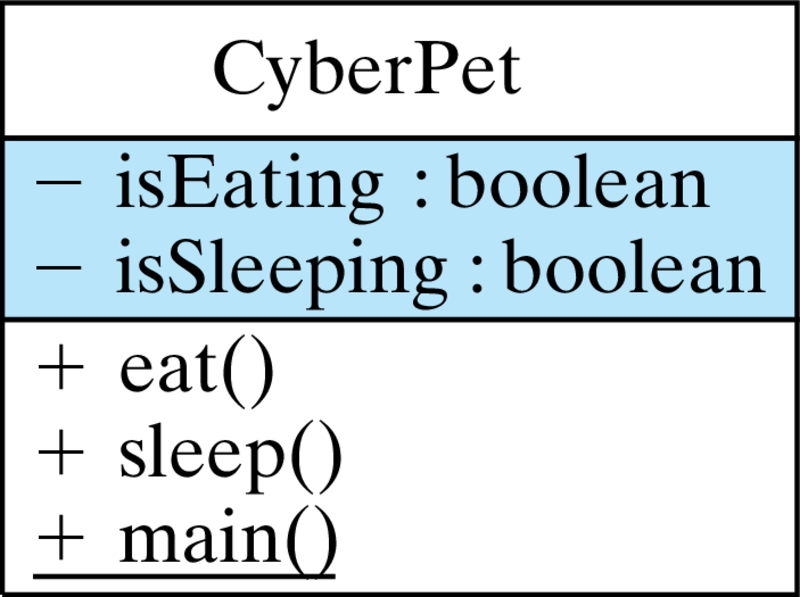 CyberPet
− isEating : boolean
− isSleeping : boolean
+ eat()
+ sleep()
+ main()